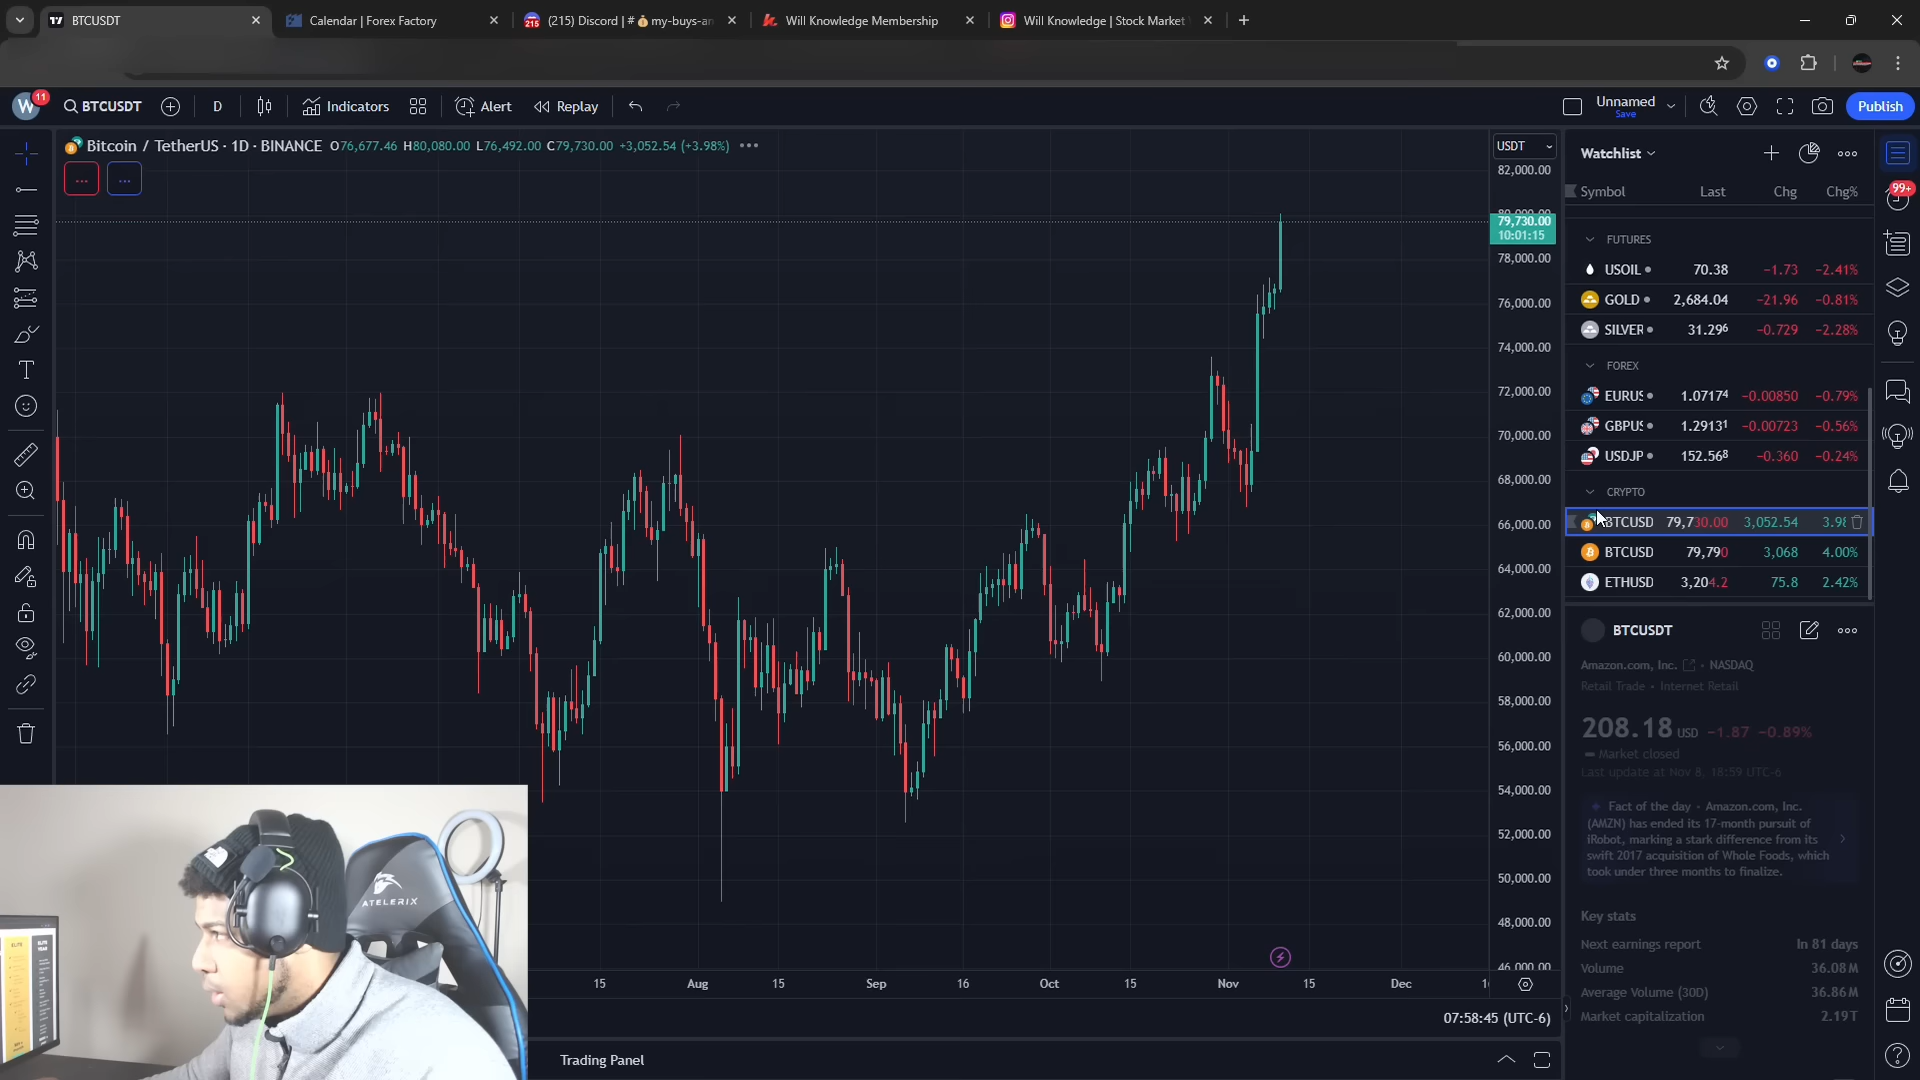 BTCUSDT
Calendar | Forex Factory
(215) Discord | # 💰my-buys-an
Will Knowledge Membership
Will Knowledge | Stock Market
W
11
BTCUSDT
D
Indicators
Alert
Replay
Unnamed
Save
Publish
Bitcoin / TetherUS · 1D · BINANCE O76,677.46 H80,080.00 L76,492.00 C79,730.00 +3,052.54 (+3.98%)
USDT
82,000.00
79,730.00
10:01:15
78,000.00
76,000.00
74,000.00
72,000.00
70,000.00
68,000.00
66,000.00
64,000.00
62,000.00
60,000.00
58,000.00
56,000.00
54,000.00
52,000.00
50,000.00
48,000.00
46,000.00
15
Aug
15
Sep
16
Oct
15
Nov
15
Dec
07:58:45 (UTC-6)
Trading Panel
Watchlist
99+
Symbol Last Chg Chg%
FUTURES
USOIL 70.38 −1.73 −2.41%
GOLD 2,684.04 −21.96 −0.81%
SILVER 31.296 −0.729 −2.28%
FOREX
EURUS 1.07174 −0.00850 −0.79%
GBPUS 1.29131 −0.00723 −0.56%
USDJP 152.568 −0.360 −0.24%
CRYPTO
BTCUSD 79,730.00 3,052.54 3.98
BTCUSD 79,790 3,068 4.00%
ETHUSD 3,204.2 75.8 2.42%
BTCUSDT
Amazon.com, Inc. • NASDAQ
Retail Trade • Internet Retail
208.18 USD −1.87 −0.89%
Market closed
Last update at Nov 8, 18:59 UTC-6
Fact of the day · Amazon.com, Inc.
(AMZN) has ended its 17-month pursuit of
iRobot, marking a stark difference from its
swift 2017 acquisition of Whole Foods, which
took under three months to finalize.
Key stats
Next earnings report In 81 days
Volume 36.08M
Average Volume (30D) 36.86M
Market capitalization 2.19T
ATELERIX